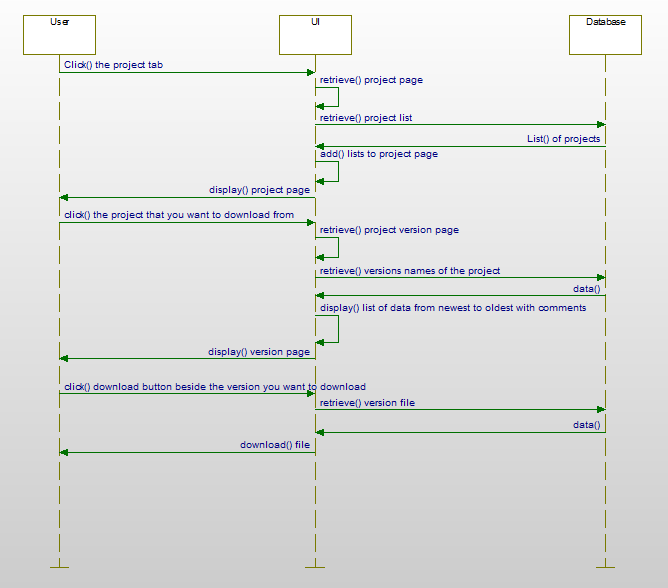 User
UI
Database
Click() the project tab
retrieve() project page
retrieve() project list
List() of projects
add() lists to project page
display() project page
click() the project that you want to download from
retrieve() project version page
retrieve() versions names of the project
data()
display() list of data from newest to oldest with comments
display() version page
click() download button beside the version you want to download
retrieve() version file
data()
download() file